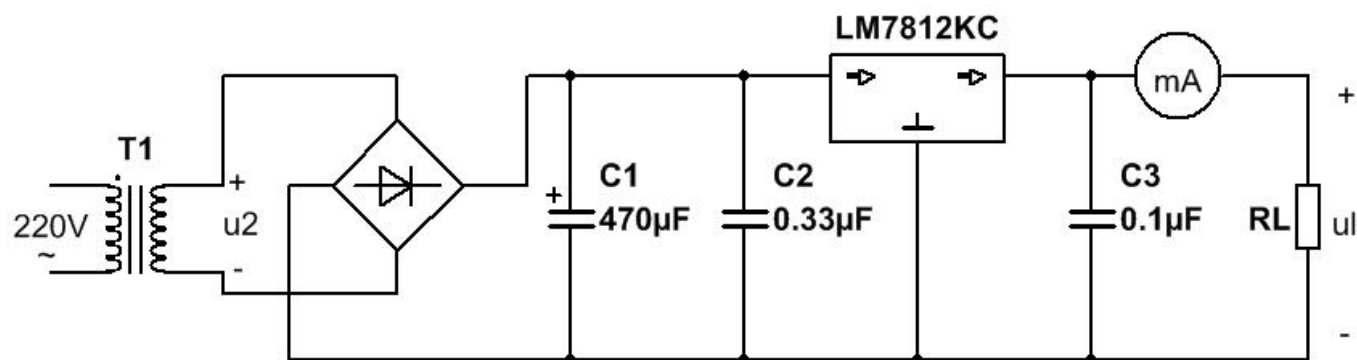 LM7812KC
mA
+
T1
+
C1
C2
C3
220V
u2
+
470µF
0.33µF
0.1µF
RL
ul
~
-
-